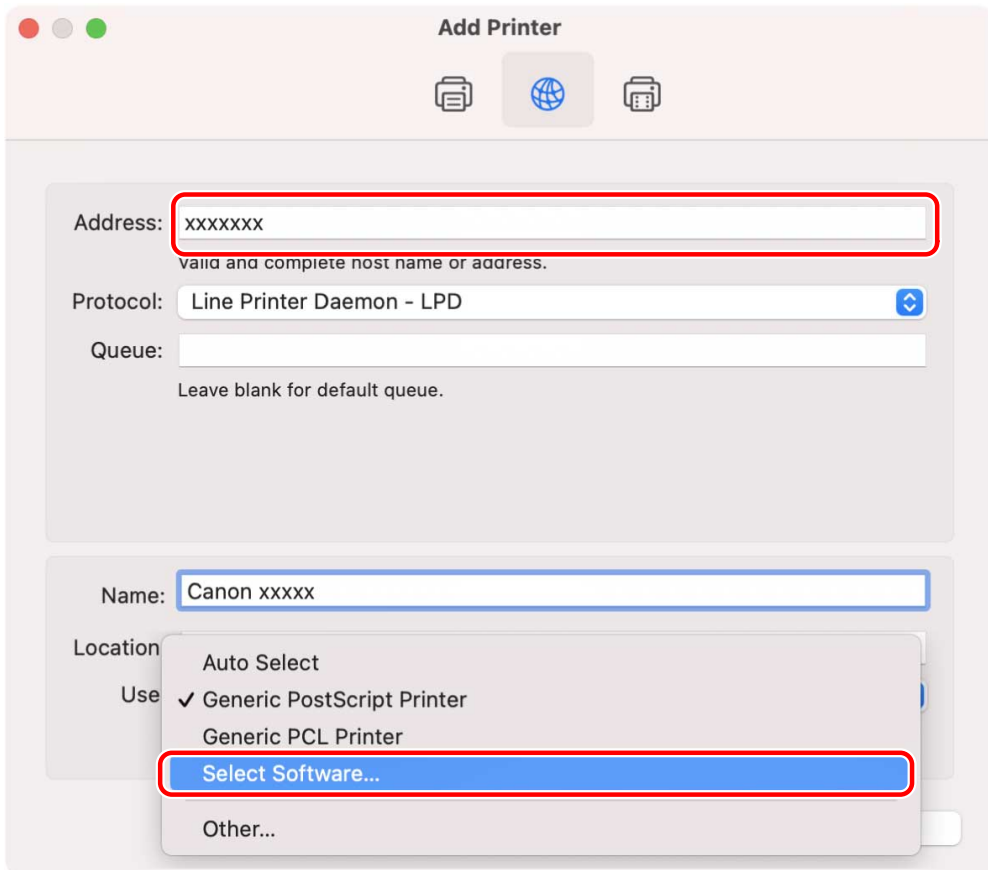 Add Printer
Address: xxxxxxx
Valid and complete host name or address.
Protocol: Line Printer Daemon - LPD
Queue:
Leave blank for default queue.
Name: Canon xxxxx
Location
Auto Select
Use ✓ Generic PostScript Printer
Generic PCL Printer
Select Software...
Other...